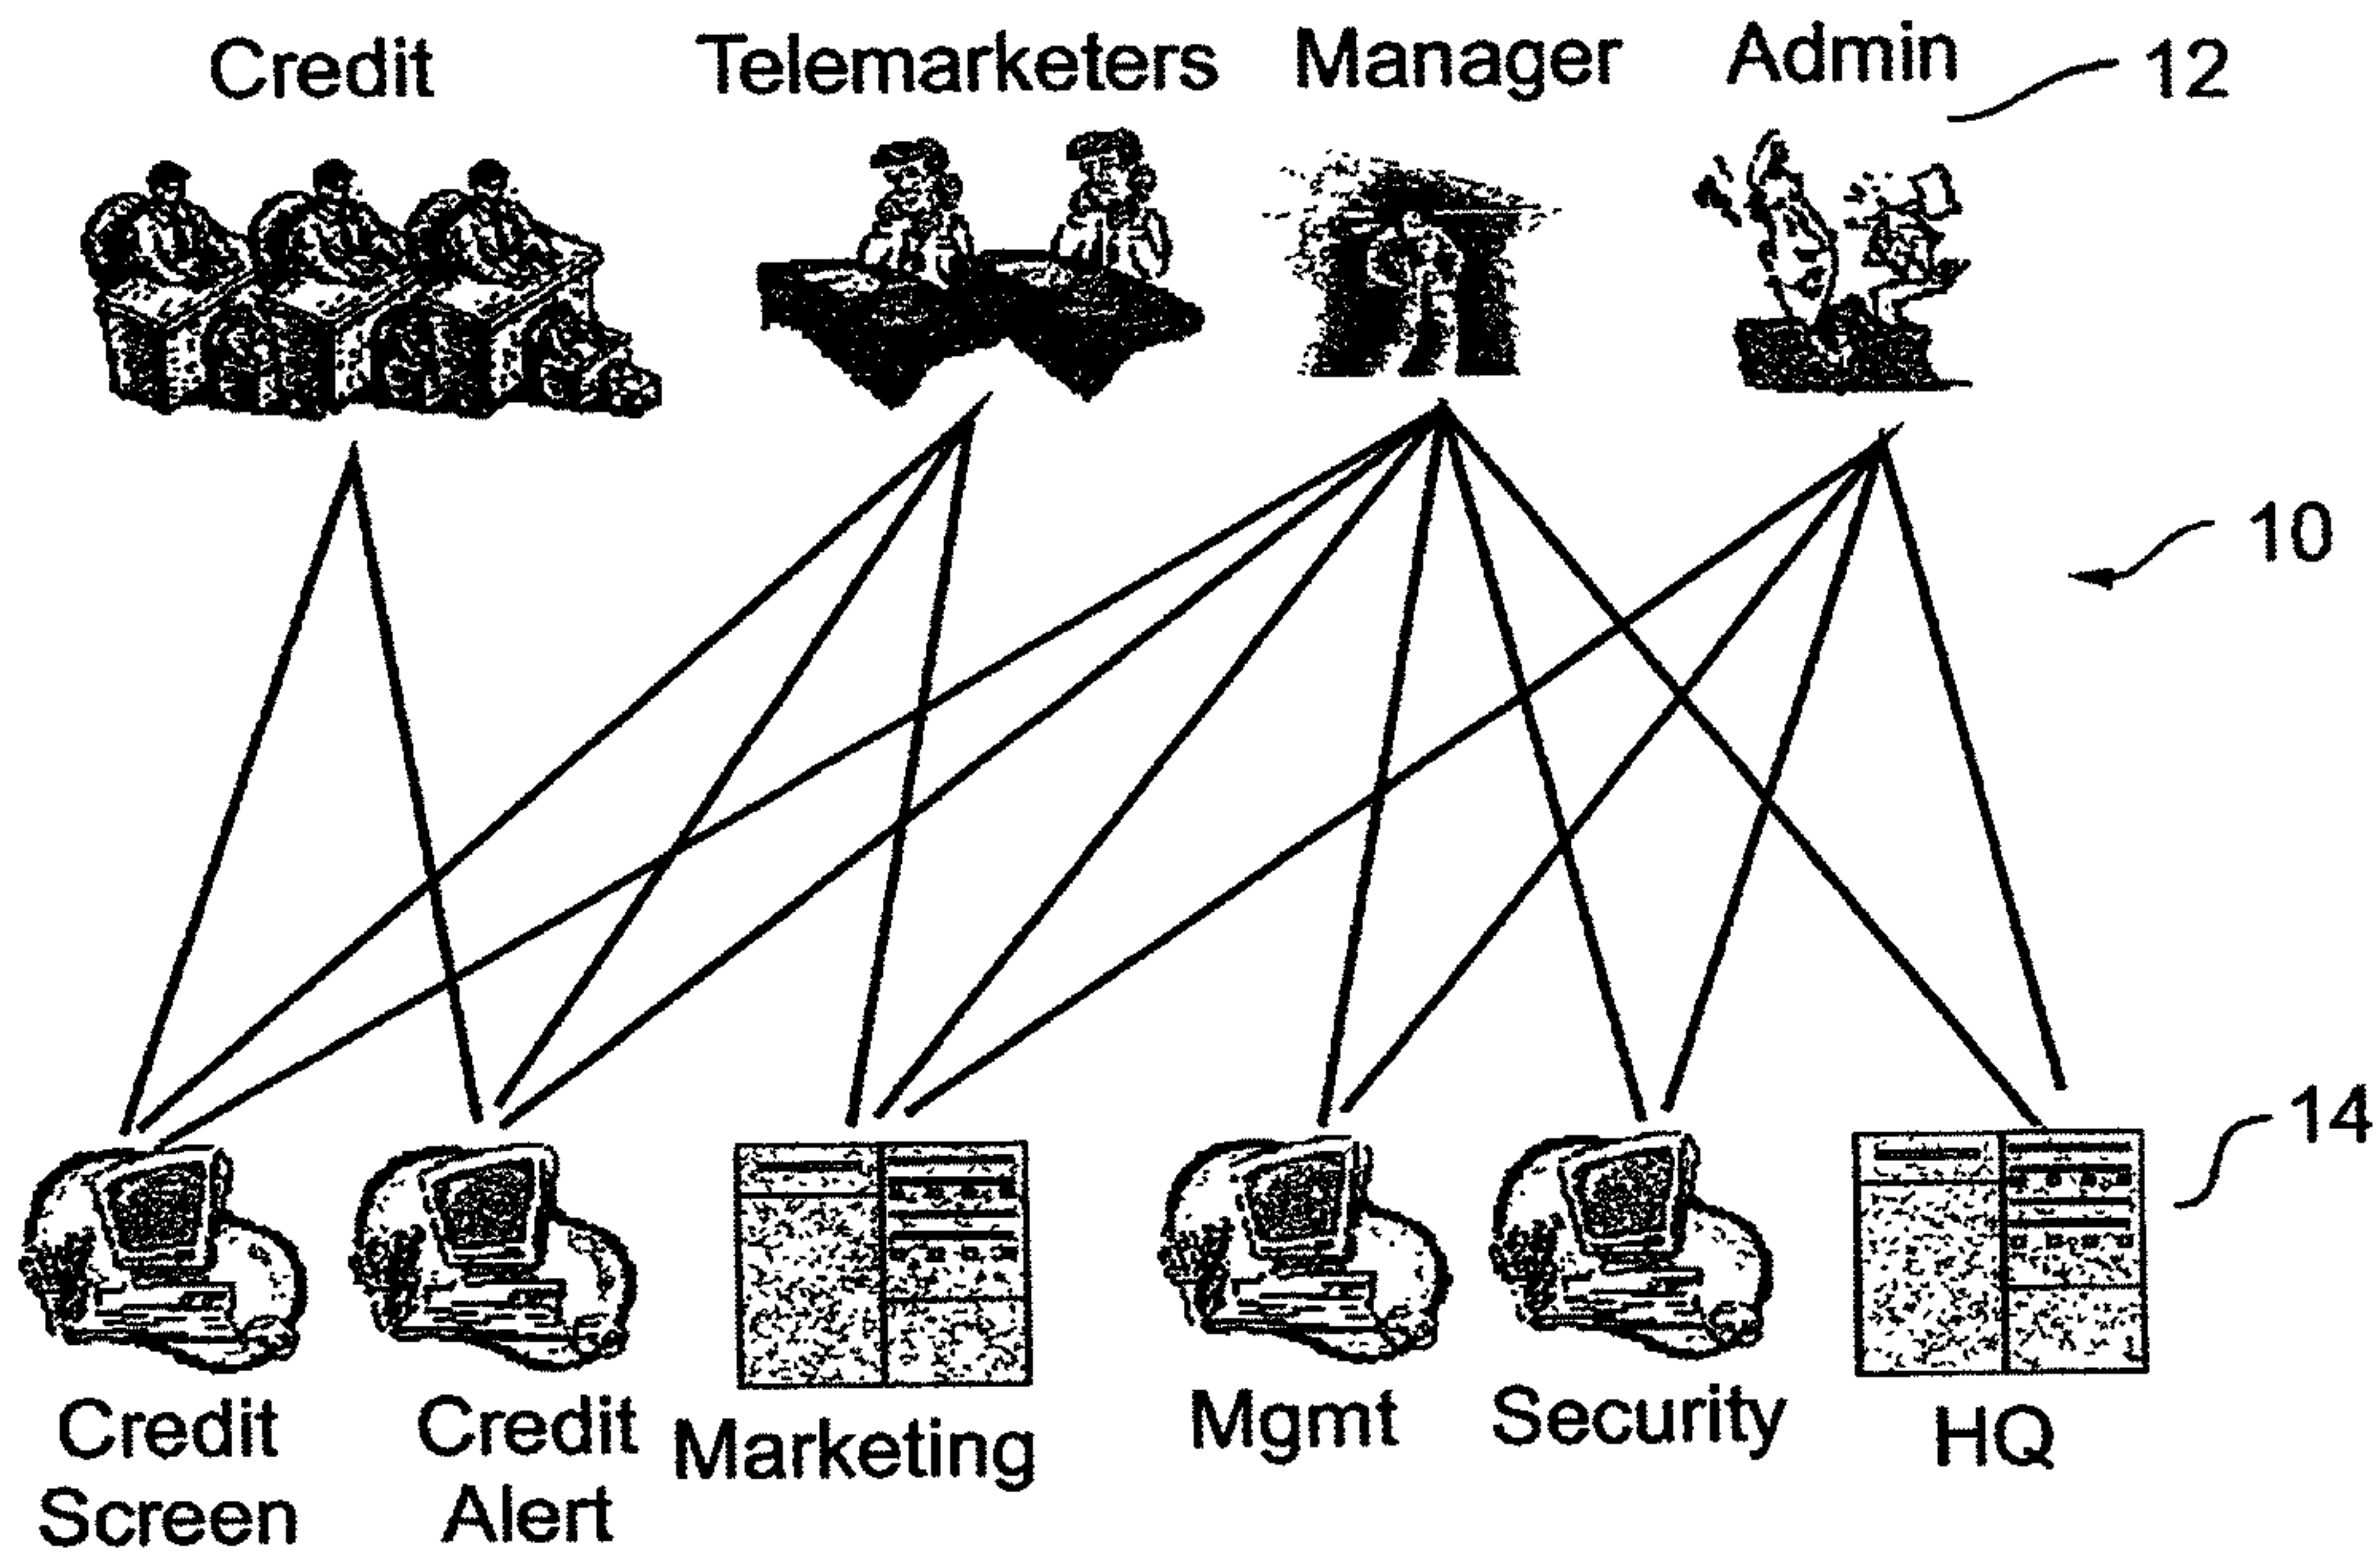 Credit Telemarketers Manager Admin
12
10
14
Credit Screen
Credit Alert
Marketing
Mgmt
Security
HQ